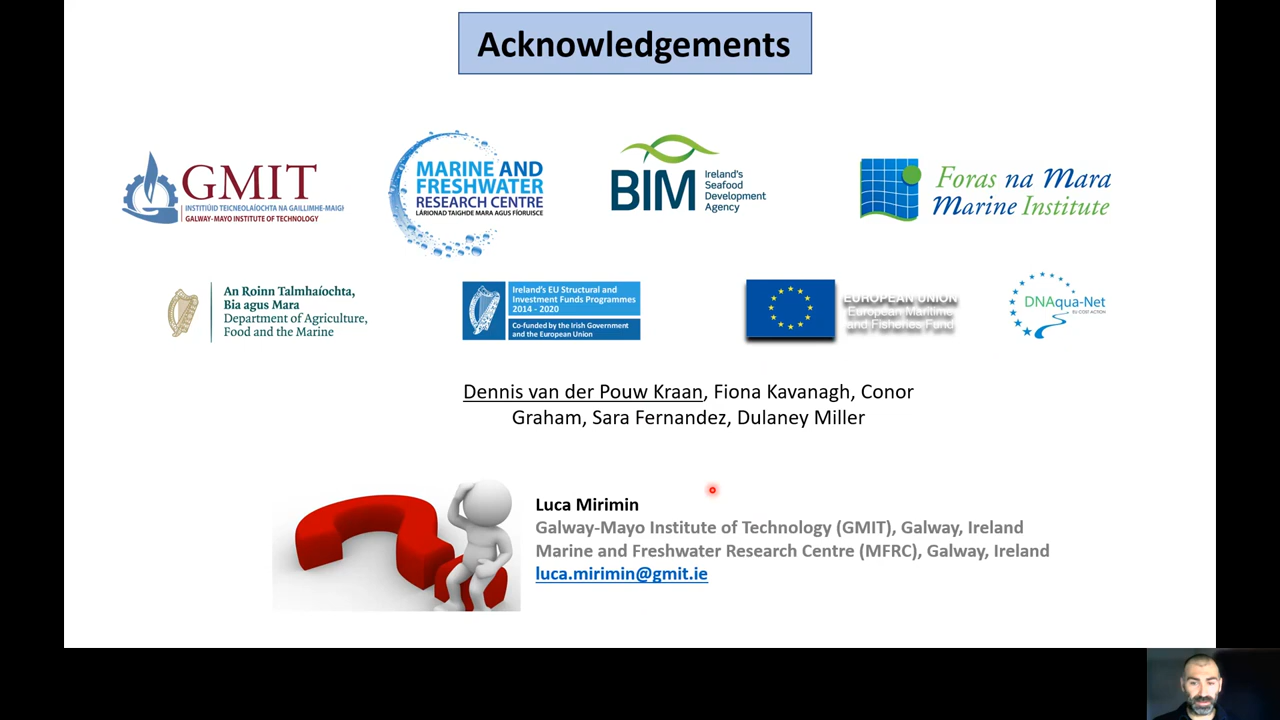 Acknowledgements
GMIT
INSTITIÚID TEICNEOLAÍOCHTA NA GAILLIMHE-MAIGH
GALWAY-MAYO INSTITUTE OF TECHNOLOGY
MARINE AND
FRESHWATER
RESEARCH CENTRE
LÁRIONAD TAIGHDE MARA AGUS FÍORUISCE
BIM
Ireland's
Seafood
Development
Agency
Foras na Mara
Marine Institute
An Roinn Talmhaíochta,
Bia agus Mara
Department of Agriculture,
Food and the Marine
Ireland's EU Structural and
Investment Funds Programmes
2014 - 2020
Co-funded by the Irish Government
and the European Union
EUROPEAN UNION
European Maritime
and Fisheries Fund
DNAqua-Net
EU COST ACTION
Dennis van der Pouw Kraan, Fiona Kavanagh, Conor
Graham, Sara Fernandez, Dulaney Miller
Luca Mirimin
Galway-Mayo Institute of Technology (GMIT), Galway, Ireland
Marine and Freshwater Research Centre (MFRC), Galway, Ireland
luca.mirimin@gmit.ie